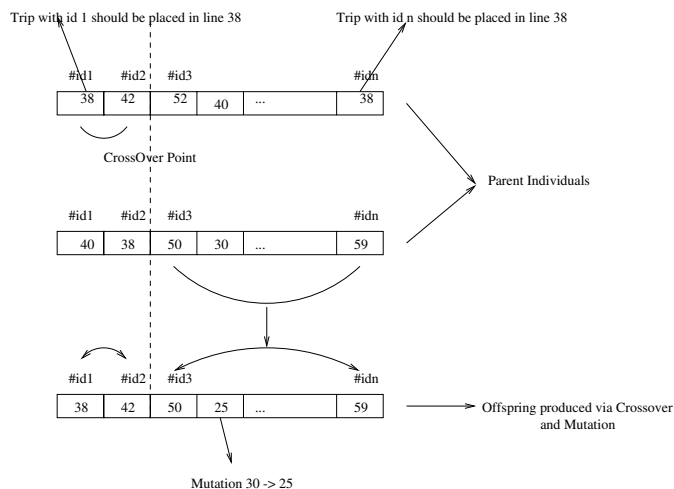 Trip with id 1 should be placed in line 38
Trip with id n should be placed in line 38
#id1 #id2 #id3 #idn
38 42 52 40 ... 38
CrossOver Point
Parent Individuals
#id1 #id2 #id3 #idn
40 38 50 30 ... 59
#id1 #id2 #id3 #idn
38 42 50 25 ... 59
Offspring produced via Crossover
and Mutation
Mutation 30 -> 25